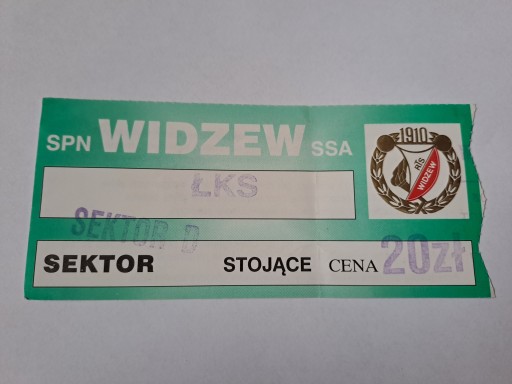 SPN WIDZEW SSA
1910
RTS
WIDZEW
ŁKS
SEKTOR D
SEKTOR STOJĄCE CENA 20zł